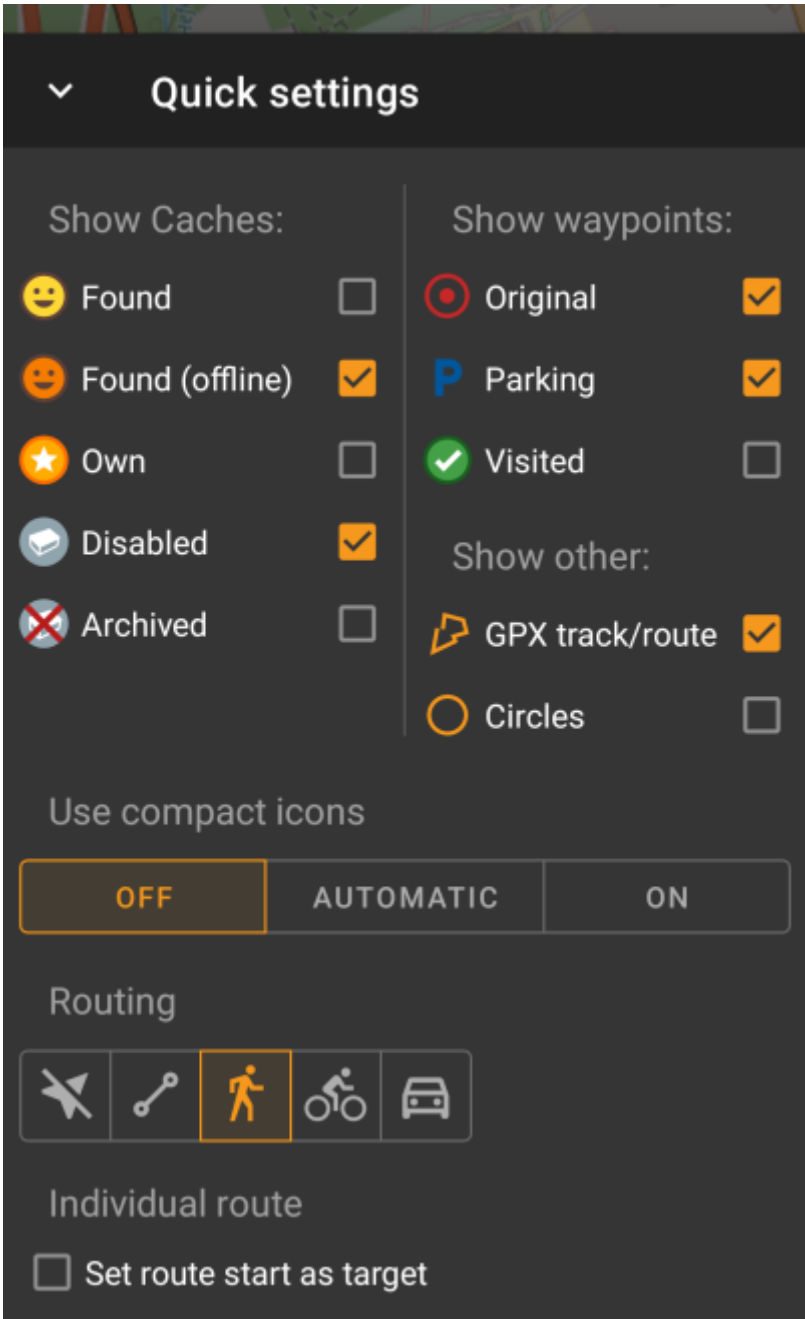 Quick settings
Show Caches:
Found
Found (offline)
Own
Disabled
Archived
Show waypoints:
Original
Parking
Visited
Show other:
GPX track/route
Circles
Use compact icons
OFF AUTOMATIC ON
Routing
Individual route
Set route start as target